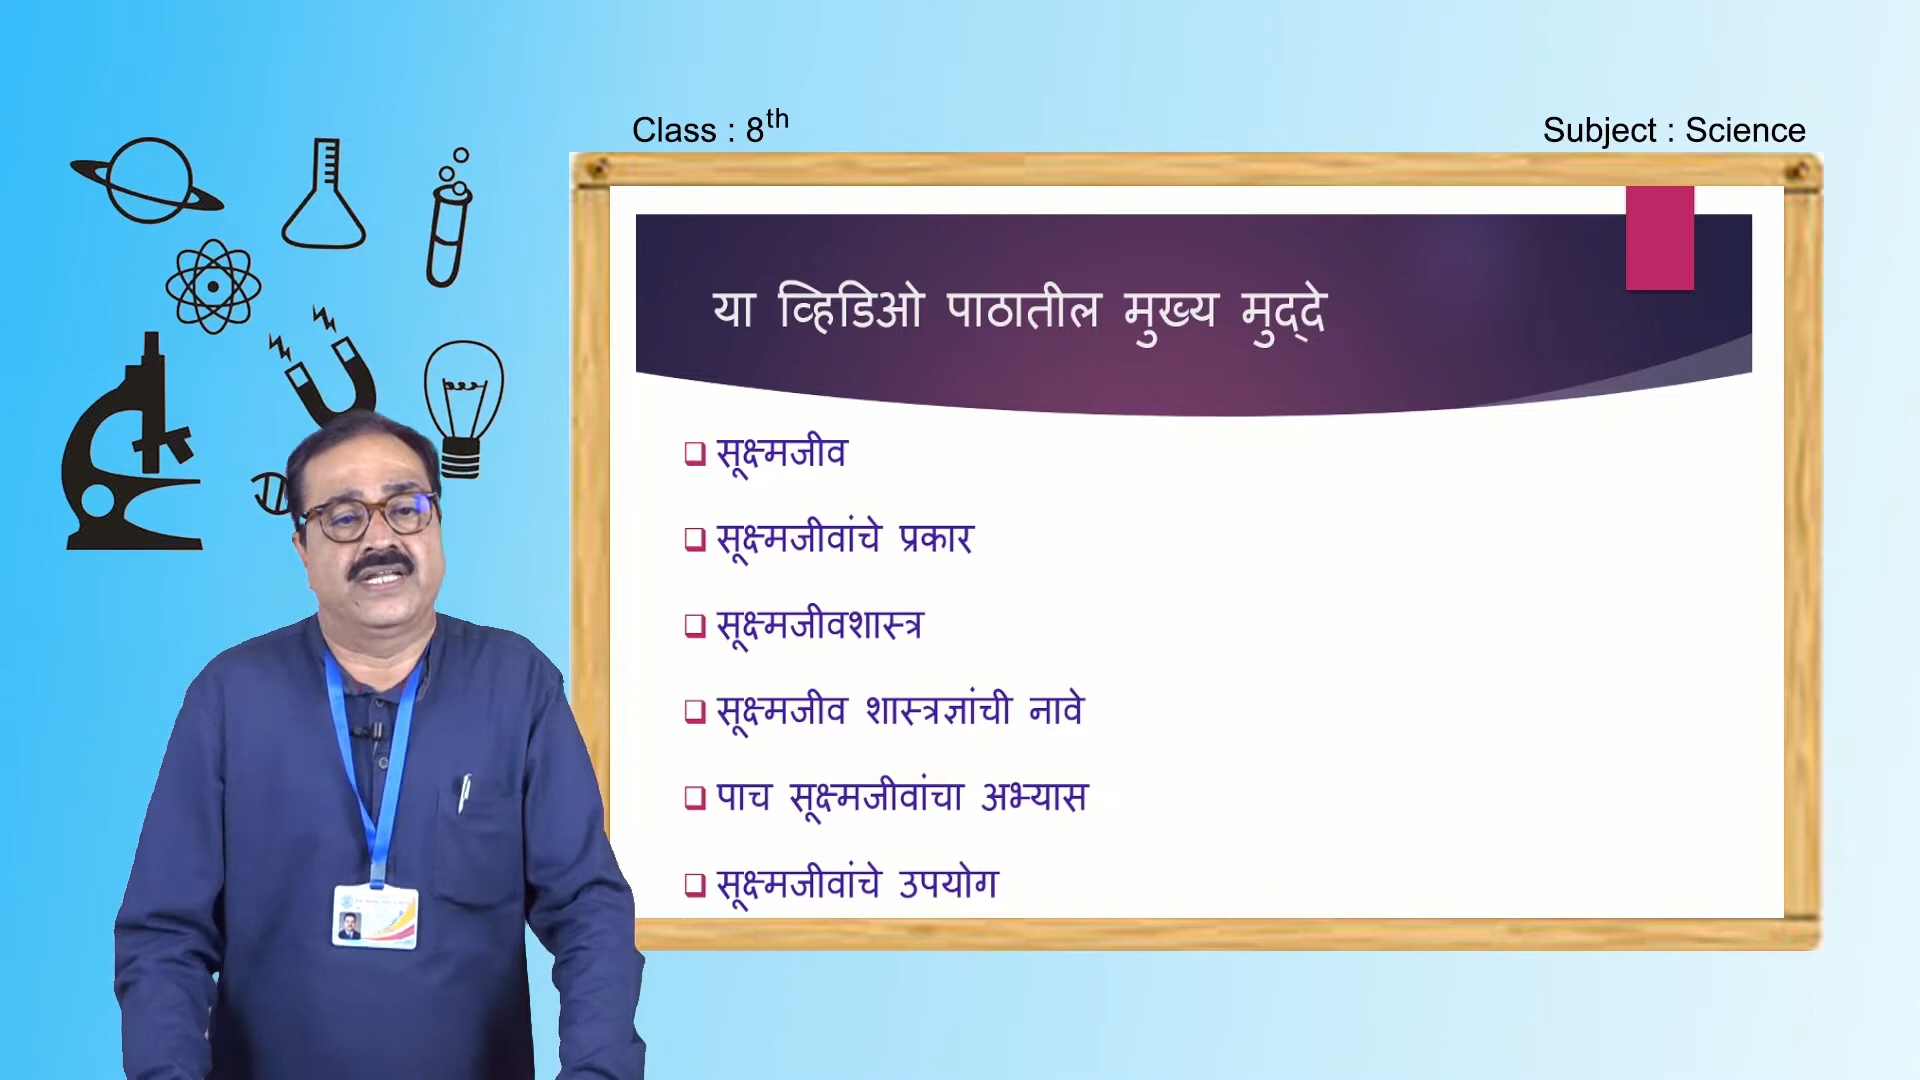 Class : 8th
Subject : Science
या व्हिडिओ पाठातील मुख्य मुद्‌दे
सूक्ष्मजीव
सूक्ष्मजीवांचे प्रकार
सूक्ष्मजीवशास्त्र
सूक्ष्मजीव शास्त्रज्ञांची नावे
पाच सूक्ष्मजीवांचा अभ्यास
सूक्ष्मजीवांचे उपयोग